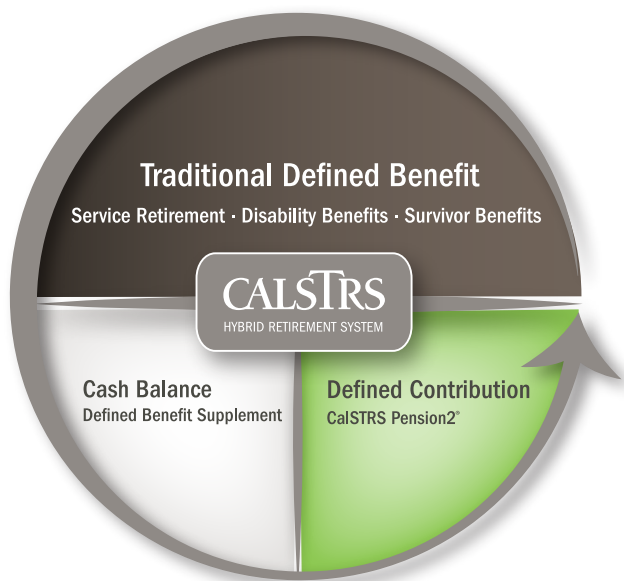 Traditional Defined Benefit
Service Retirement · Disability Benefits · Survivor Benefits
CALSTRS
HYBRID RETIREMENT SYSTEM
Cash Balance
Defined Benefit Supplement
Defined Contribution
CalSTRS Pension2®